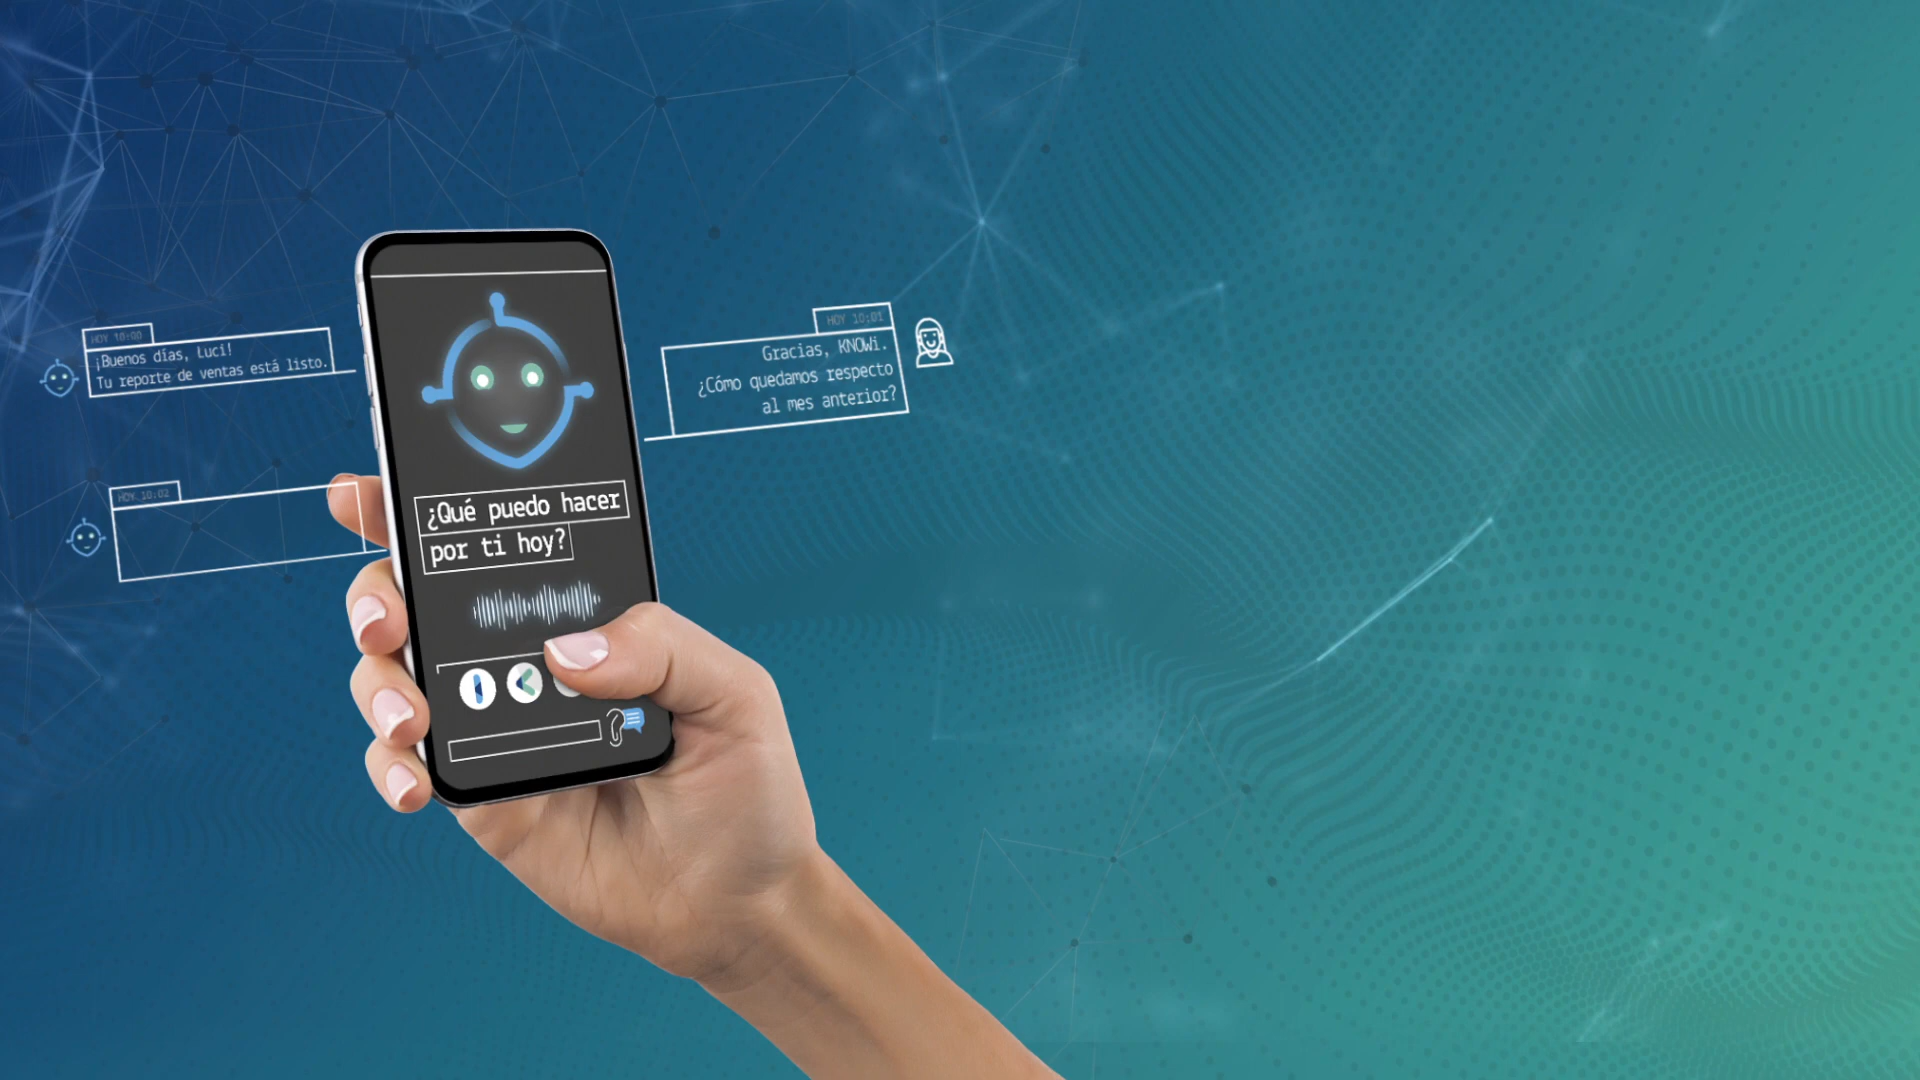 HOY 10:00
¡Buenos días, Luci!
Tu reporte de ventas está listo.
HOY 10:01
Gracias, KNOWi.
¿Cómo quedamos respecto
al mes anterior?
HOY 10:02
¿Qué puedo hacer
por ti hoy?